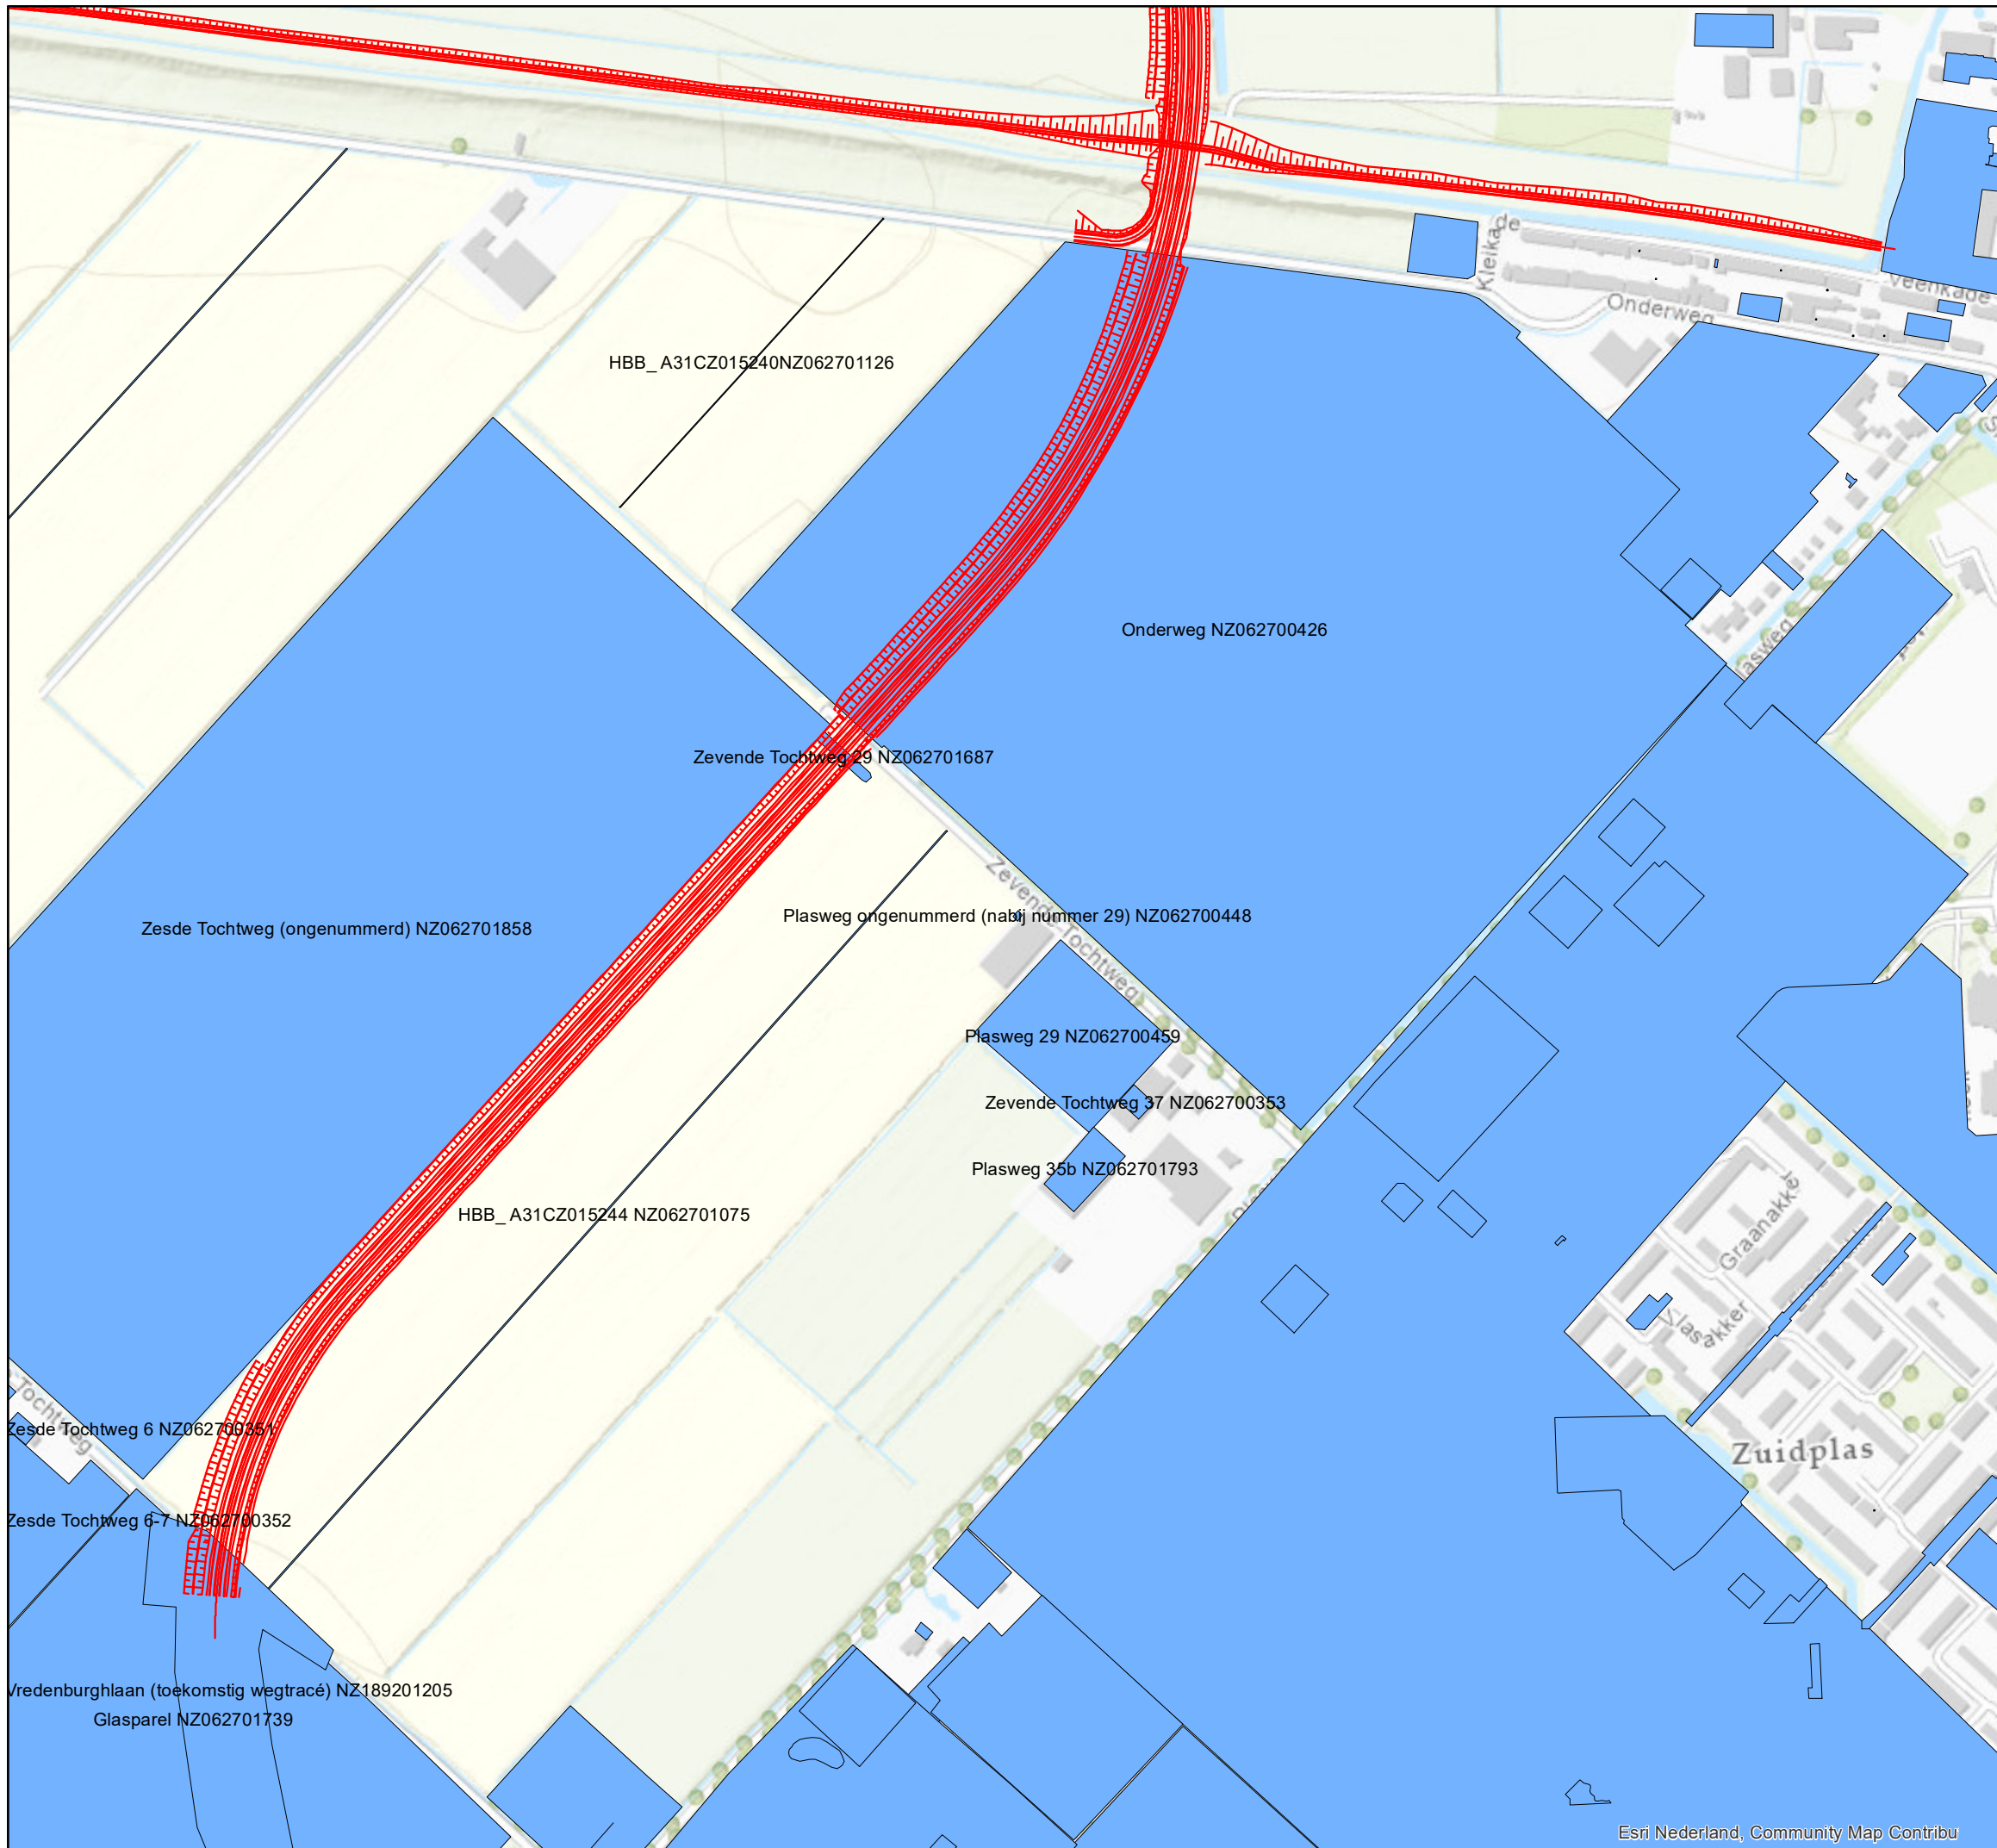 Kleikade
Veenkade
Onderweg
HBB_ A31CZ015240NZ062701126
Onderweg NZ062700426
Zevende Tochtweg 29 NZ062701687
Plasweg ongenummerd (nabij nummer 29) NZ062700448
Zevende Tochtweg
Zesde Tochtweg (ongenummerd) NZ062701858
Plasweg 29 NZ062700459
Zevende Tochtweg 37 NZ062700353
Plasweg 35b NZ062701793
HBB_ A31CZ015244 NZ062701075
Graanakker
Vlasakker
Tochtweg
Zesde Tochtweg 6 NZ062700351
Zuidplas
Zesde Tochtweg 6-7 NZ062700352
Vredenburghlaan (toekomstig wegtracé) NZ189201205
Glasparel NZ062701739
Esri Nederland, Community Map Contribu